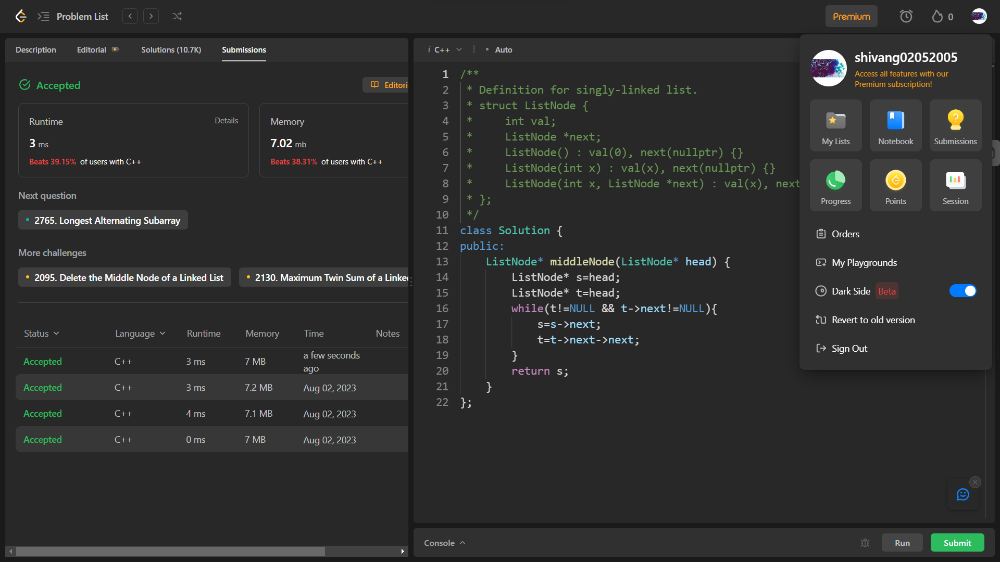 Problem List
Premium
0
Description Editorial Solutions (10.7K) Submissions
Accepted
Editori
Runtime Details
3 ms
Beats 39.15% of users with C++
Memory
7.02 mb
Beats 38.31% of users with C++
Next question
2765. Longest Alternating Subarray
More challenges
2095. Delete the Middle Node of a Linked List
2130. Maximum Twin Sum of a Linke
Status Language Runtime Memory Time Notes
Accepted C++ 3 ms 7 MB a few seconds ago
Accepted C++ 3 ms 7.2 MB Aug 02, 2023
Accepted C++ 4 ms 7.1 MB Aug 02, 2023
Accepted C++ 0 ms 7 MB Aug 02, 2023
i C++ | • Auto
1 /**
2  * Definition for singly-linked list.
3  * struct ListNode {
4  *     int val;
5  *     ListNode *next;
6  *     ListNode() : val(0), next(nullptr) {}
7  *     ListNode(int x) : val(x), next(nullptr) {}
8  *     ListNode(int x, ListNode *next) : val(x), next
9  * };
10  */
11 class Solution {
12 public:
13     ListNode* middleNode(ListNode* head) {
14         ListNode* s=head;
15         ListNode* t=head;
16         while(t!=NULL && t->next!=NULL){
17             s=s->next;
18             t=t->next->next;
19         }
20         return s;
21     }
22 };
shivang02052005
Access all features with our
Premium subscription!
My Lists Notebook Submissions
Progress Points Session
Orders
My Playgrounds
Dark Side Beta
Revert to old version
Sign Out
Console
Run Submit